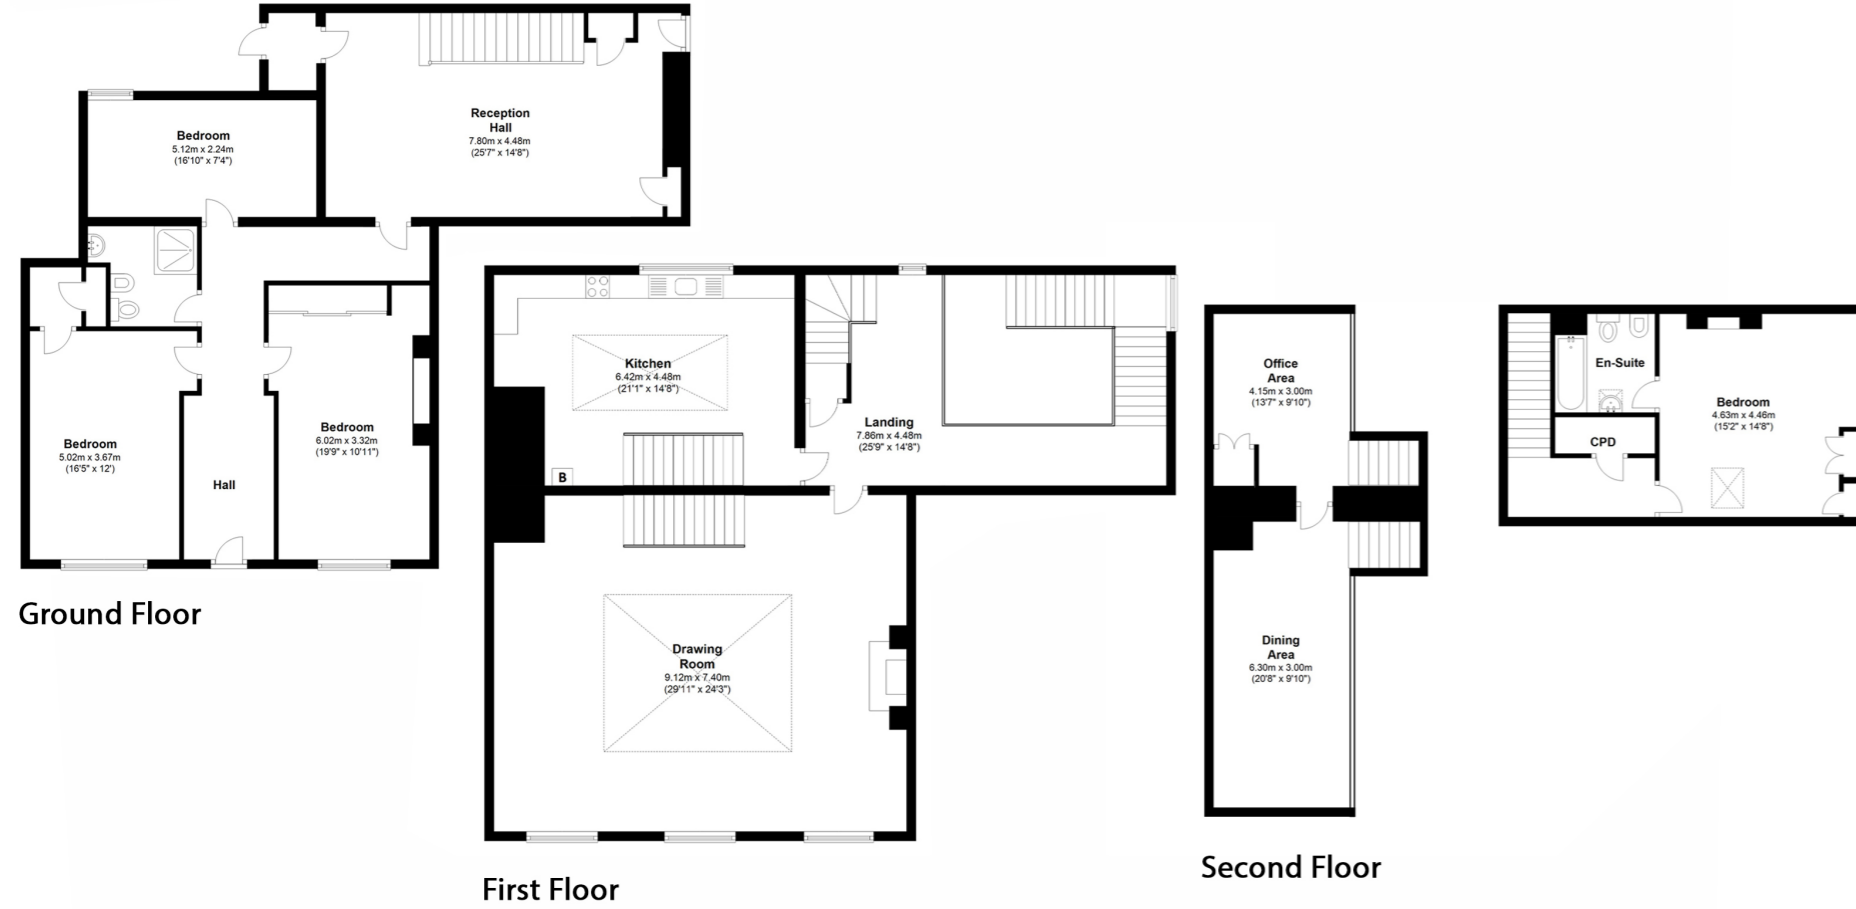 Reception
Hall
7.80m x 4.48m
(25'7" x 14'8")
Bedroom
5.12m x 2.24m
(16'10" x 7'4")
Bedroom
5.02m x 3.67m
(16'5" x 12')
Hall
Bedroom
6.02m x 3.32m
(19'9" x 10'11")
Ground Floor
Kitchen
6.42m x 4.48m
(21'1" x 14'8")
B
Landing
7.86m x 4.48m
(25'9" x 14'8")
Drawing
Room
9.12m x 7.40m
(29'11" x 24'3")
First Floor
Office
Area
4.15m x 3.00m
(13'7" x 9'10")
Dining
Area
6.30m x 3.00m
(20'8" x 9'10")
Second Floor
En-Suite
Bedroom
4.63m x 4.46m
(15'2" x 14'8")
CPD